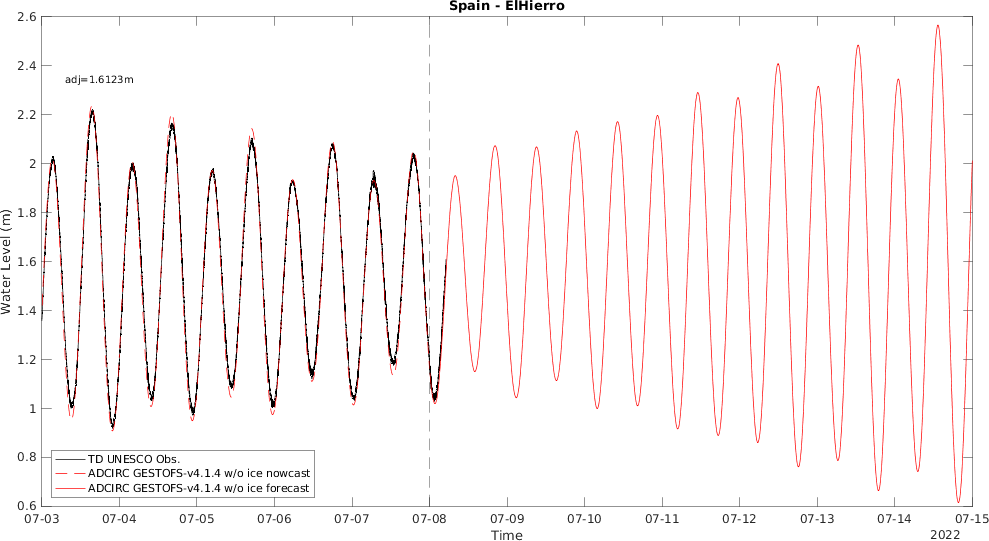 Spain - ElHierro
2.6
2.4
adj=1.6123m
2.2
2
1.8
1.6
1.4
1.2
1
0.8
0.6
Water Level (m)
TD UNESCO Obs.
ADCIRC GESTOFS-v4.1.4 w/o ice nowcast
ADCIRC GESTOFS-v4.1.4 w/o ice forecast
07-03 07-04 07-05 07-06 07-07 07-08 07-09 07-10 07-11 07-12 07-13 07-14 07-15
Time
2022